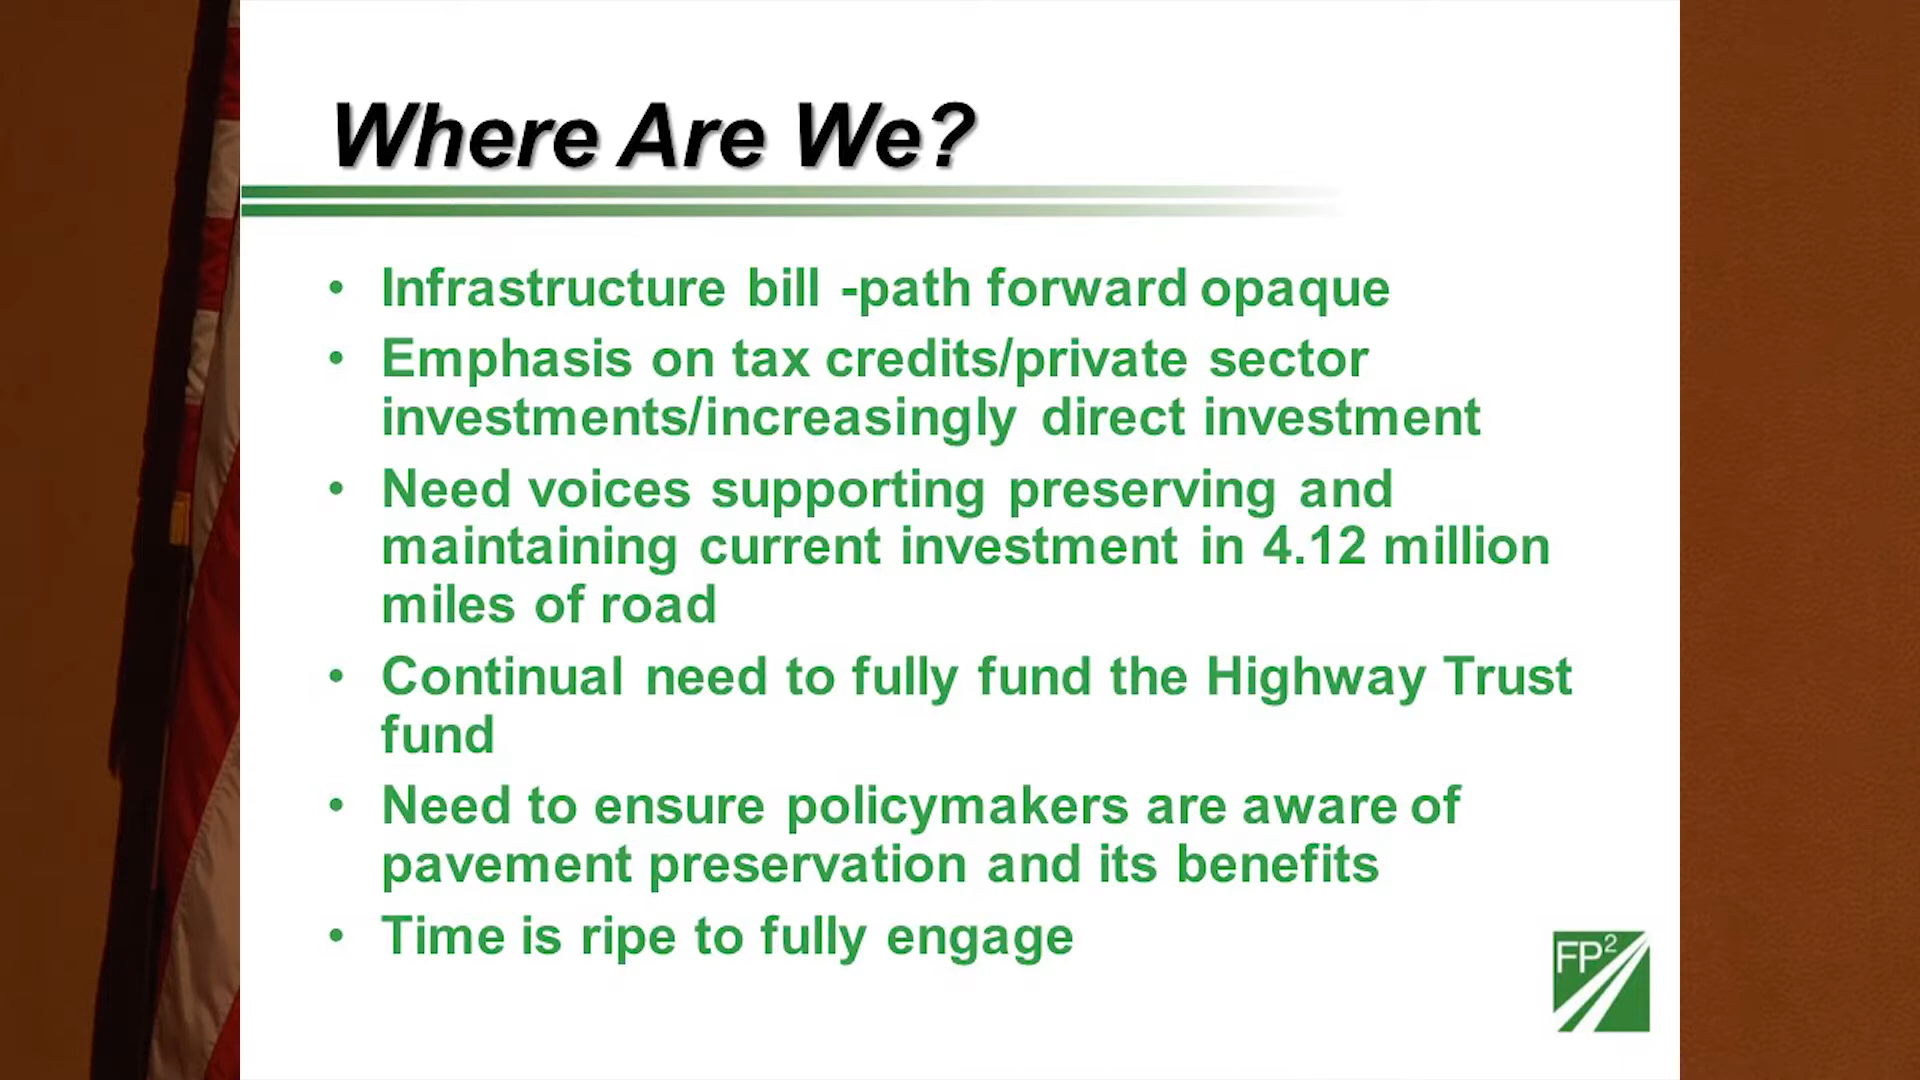 Where Are We?
• Infrastructure bill -path forward opaque
• Emphasis on tax credits/private sector
investments/increasingly direct investment
• Need voices supporting preserving and
maintaining current investment in 4.12 million
miles of road
• Continual need to fully fund the Highway Trust
fund
• Need to ensure policymakers are aware of
pavement preservation and its benefits
• Time is ripe to fully engage
FP²